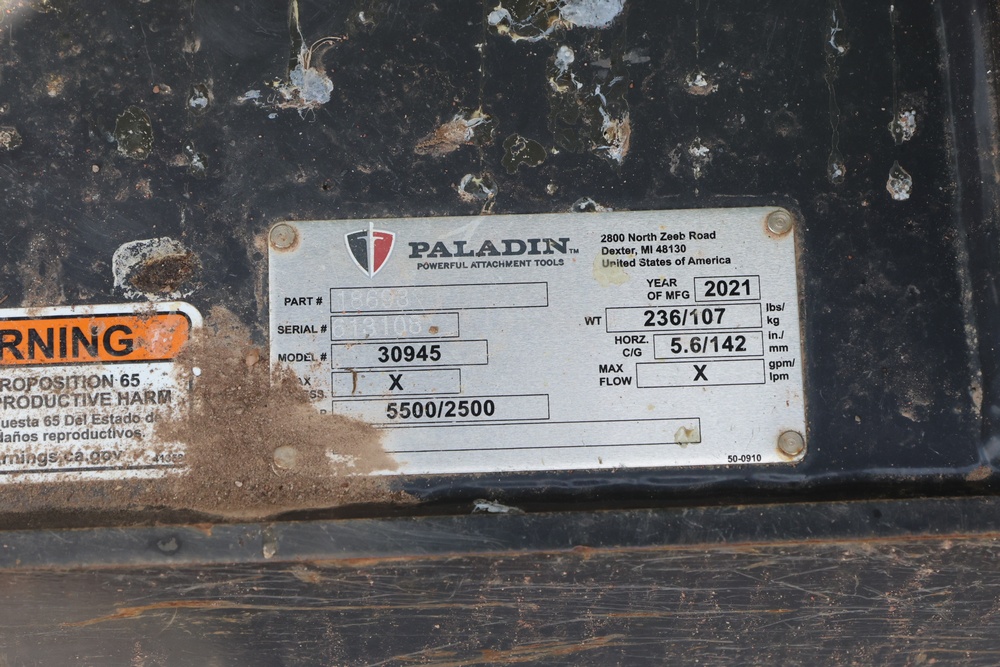 PALADIN™
POWERFUL ATTACHMENT TOOLS
2800 North Zeeb Road
Dexter, MI 48130
United States of America
PART #
YEAR OF MFG 2021
SERIAL #
WT 236/107 lbs/kg
MODEL # 30945
HORZ. C/G 5.6/142 in./mm
X
MAX FLOW X gpm/lpm
5500/2500
50-0910
RNING
ROPOSITION 65
PRODUCTIVE HARM
uesta 65 Del Estado de
daños reproductivos.
rnings.ca.gov